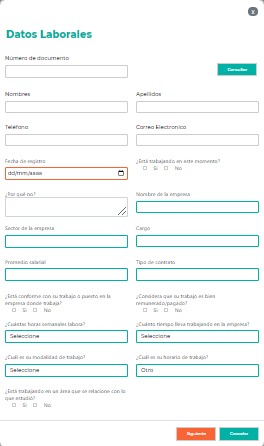 x
Datos Laborales
Número de documento
Consultar
Nombres
Apellidos
Teléfono
Correo Electronico
Fecha de registro
¿Está trabajando en este momento?
dd/mm/aaaa
Si No
¿Por qué no?
Nombre de la empresa
Sector de la empresa
Cargo
Promedio salarial
Tipo de contrato
¿Está conforme con su trabajo o puesto en la
empresa donde trabaja?
Si No
¿Considera que su trabajo es bien
remunerado/pagado?
Si No
¿Cuántas horas semanales labora?
¿Cuánto tiempo lleva trabajando en la empresa?
Seleccione
Seleccione
¿Cuál es su modalidad de trabajo?
¿Cuál es su horario de trabajo?
Seleccione
Otro
¿Está trabajando en un área que se relacione con lo
que estudió?
Si No
Siguiente
Cancelar